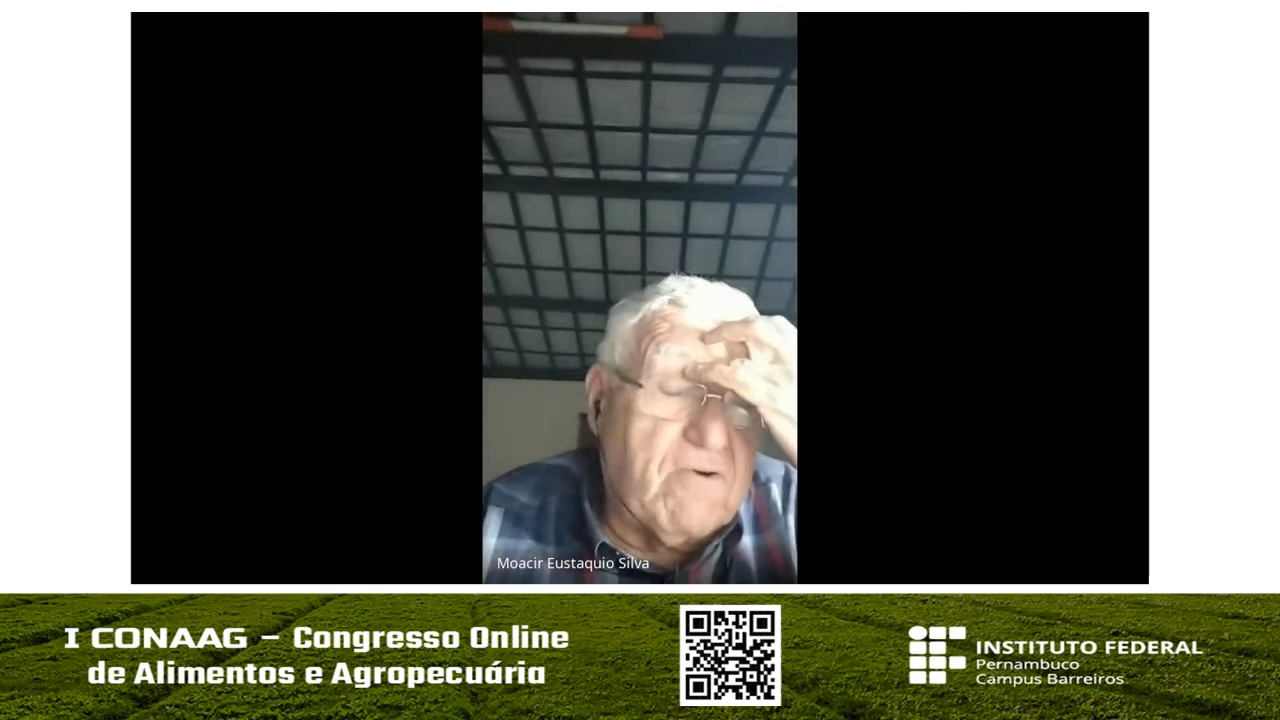 Moacir Eustaquio Silva
I CONAAG – Congresso Online
de Alimentos e Agropecuária
INSTITUTO FEDERAL
Pernambuco
Campus Barreiros